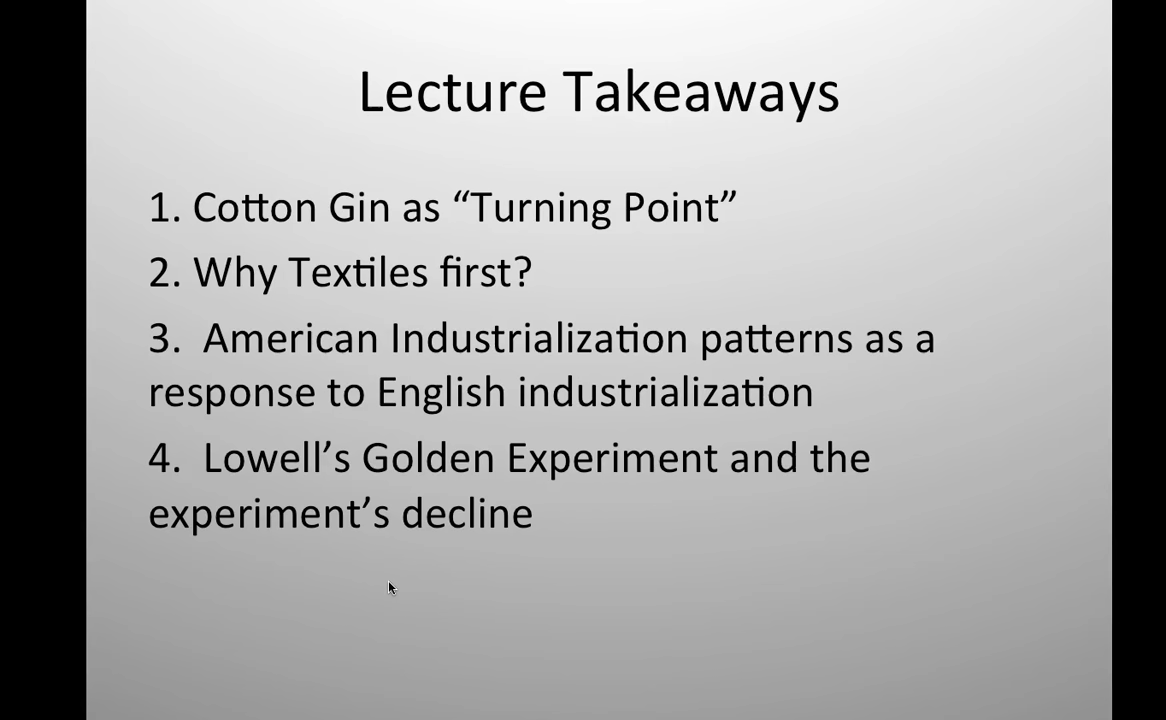 Lecture Takeaways
1. Cotton Gin as “Turning Point”
2. Why Textiles first?
3.  American Industrialization patterns as a
response to English industrialization
4.  Lowell’s Golden Experiment and the
experiment’s decline